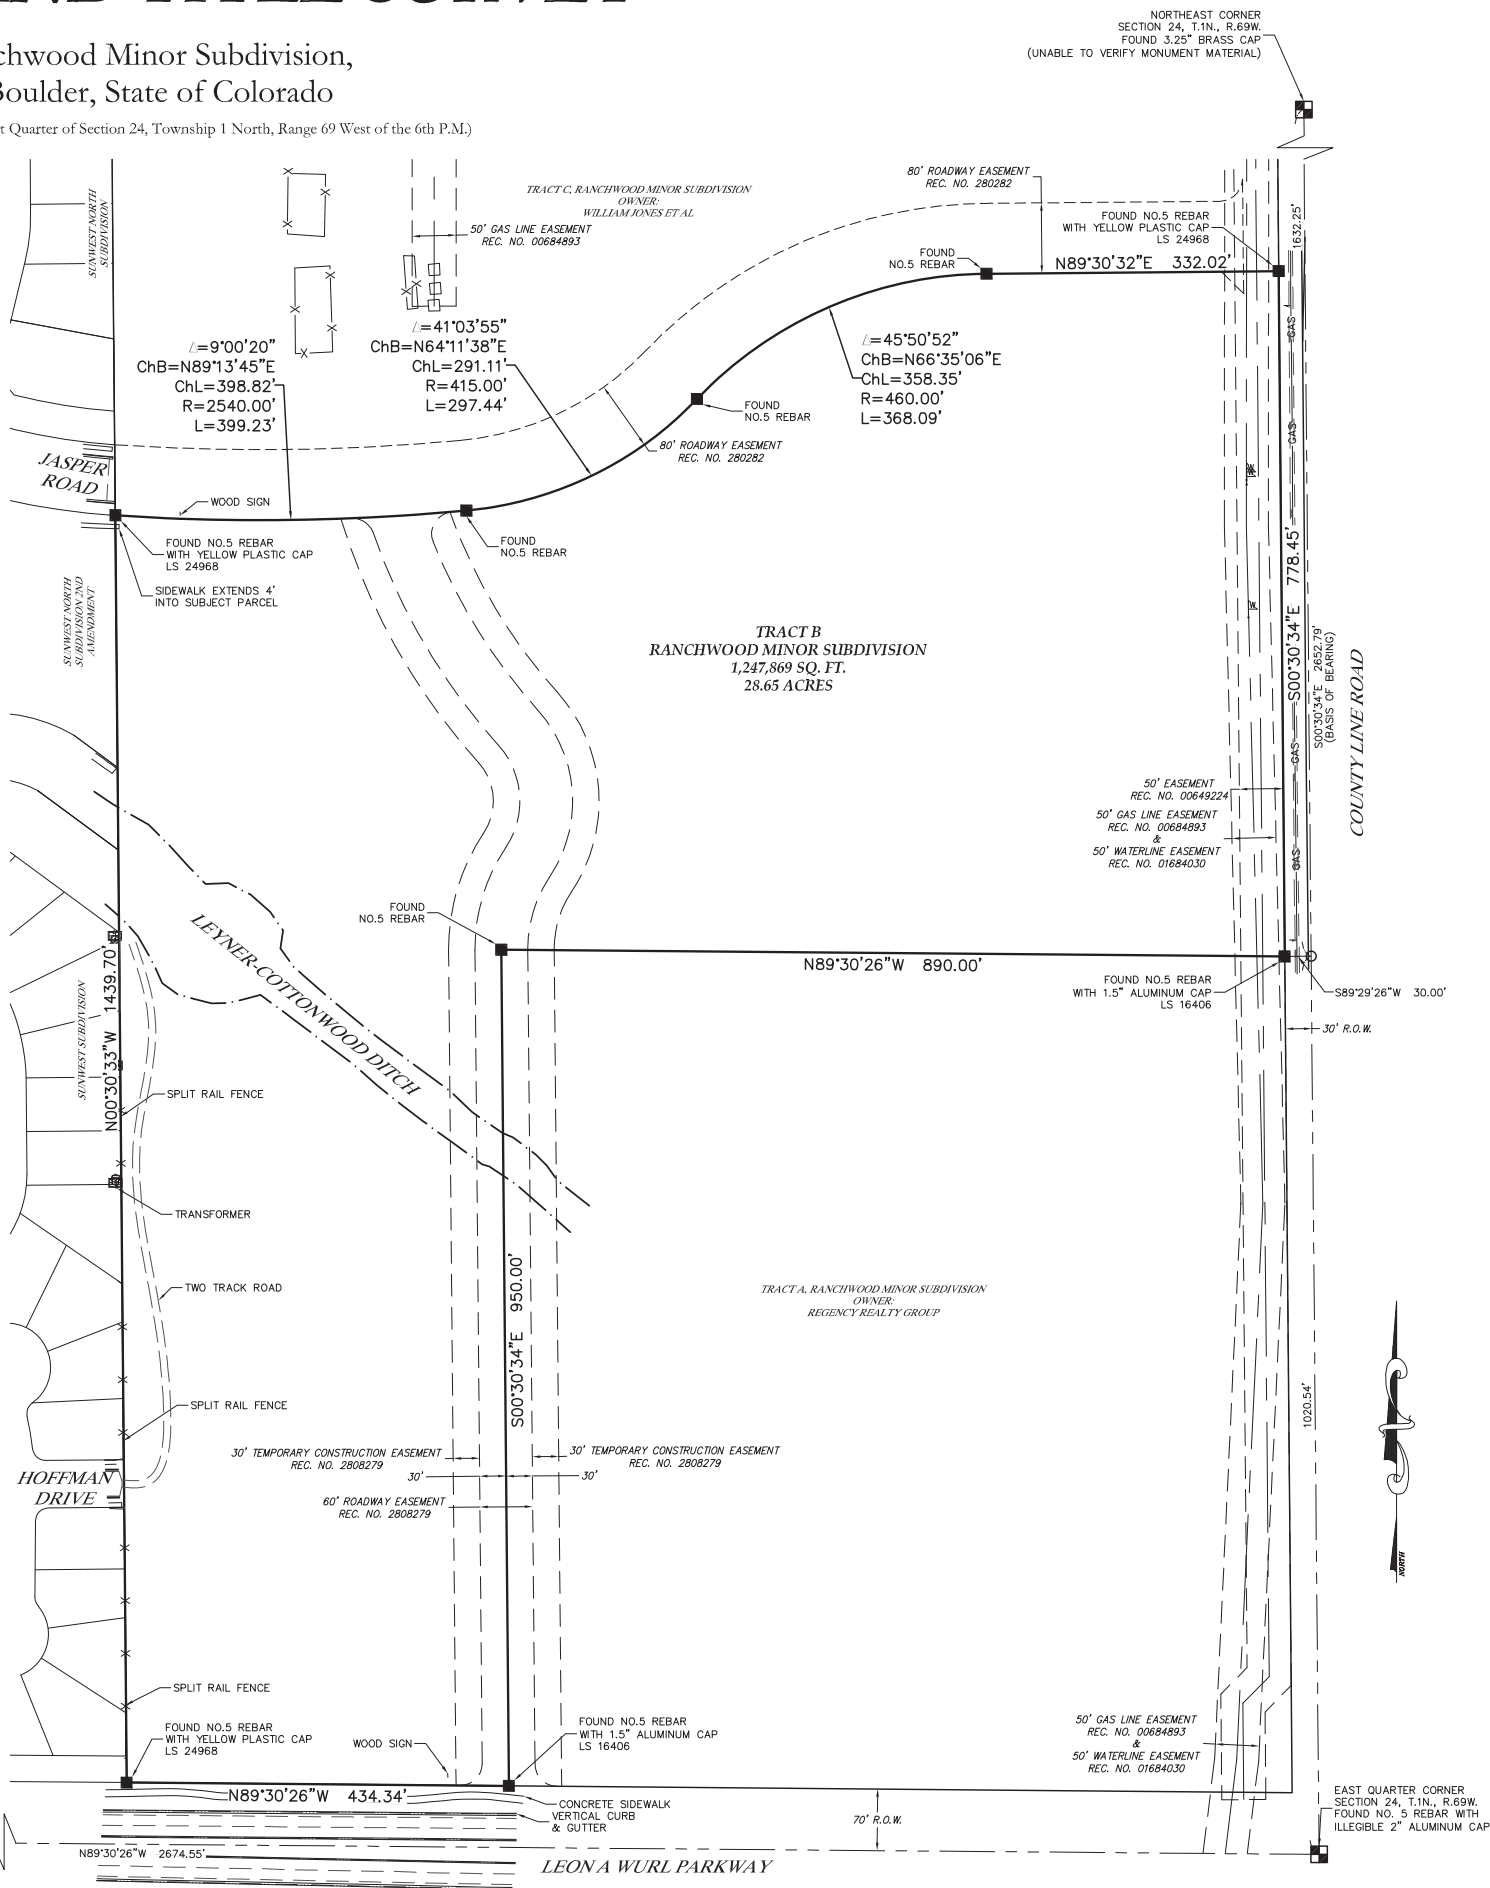 chwood Minor Subdivision,
Boulder, State of Colorado
t Quarter of Section 24, Township 1 North, Range 69 West of the 6th P.M.)
NORTHEAST CORNER
SECTION 24, T.1N., R.69W.
FOUND 3.25" BRASS CAP
(UNABLE TO VERIFY MONUMENT MATERIAL)
SUNWEST NORTH
SUBDIVISION
TRACT C, RANCHWOOD MINOR SUBDIVISION
OWNER:
WILLIAM JONES ET AL
50' GAS LINE EASEMENT
REC. NO. 00684893
80' ROADWAY EASEMENT
REC. NO. 280282
FOUND NO.5 REBAR
WITH YELLOW PLASTIC CAP
LS 24968
1632.25'
FOUND
NO.5 REBAR
N89°30'32"E 332.02'
Δ=9°00'20"
ChB=N89°13'45"E
ChL=398.82'
R=2540.00'
L=399.23'
Δ=41°03'55"
ChB=N64°11'38"E
ChL=291.11'
R=415.00'
L=297.44'
Δ=45°50'52"
ChB=N66°35'06"E
ChL=358.35'
R=460.00'
L=368.09'
FOUND
NO.5 REBAR
80' ROADWAY EASEMENT
REC. NO. 280282
GAS
GAS
JASPER
ROAD
WOOD SIGN
FOUND NO.5 REBAR
WITH YELLOW PLASTIC CAP
LS 24968
FOUND
NO.5 REBAR
SIDEWALK EXTENDS 4'
INTO SUBJECT PARCEL
SUNWEST NORTH
SUBDIVISION 2ND
AMENDMENT
TRACT B
RANCHWOOD MINOR SUBDIVISION
1,247,869 SQ. FT.
28.65 ACRES
W
S00°30'34"E 778.45'
S00°30'34"E 2652.79'
(BASIS OF BEARING)
COUNTY LINE ROAD
GAS
GAS
50' EASEMENT
REC. NO. 00649224
50' GAS LINE EASEMENT
REC. NO. 00684893
&
50' WATERLINE EASEMENT
REC. NO. 01684030
FOUND
NO.5 REBAR
LEYNER-COTTONWOOD DITCH
N89°30'26"W 890.00'
FOUND NO.5 REBAR
WITH 1.5" ALUMINUM CAP
LS 16406
S89°29'26"W 30.00'
30' R.O.W.
SUNWEST SUBDIVISION
N00°30'33"W 1439.70'
SPLIT RAIL FENCE
TRANSFORMER
TWO TRACK ROAD
S00°30'34"E 950.00'
TRACT A, RANCHWOOD MINOR SUBDIVISION
OWNER:
REGENCY REALTY GROUP
1020.54'
SPLIT RAIL FENCE
30' TEMPORARY CONSTRUCTION EASEMENT
REC. NO. 2808279
30' TEMPORARY CONSTRUCTION EASEMENT
REC. NO. 2808279
30'
30'
60' ROADWAY EASEMENT
REC. NO. 2808279
HOFFMAN
DRIVE
NORTH
SPLIT RAIL FENCE
FOUND NO.5 REBAR
WITH YELLOW PLASTIC CAP
LS 24968
WOOD SIGN
FOUND NO.5 REBAR
WITH 1.5" ALUMINUM CAP
LS 16406
50' GAS LINE EASEMENT
REC. NO. 00684893
&
50' WATERLINE EASEMENT
REC. NO. 01684030
N89°30'26"W 434.34'
CONCRETE SIDEWALK
VERTICAL CURB
& GUTTER
70' R.O.W.
EAST QUARTER CORNER
SECTION 24, T.1N., R.69W.
FOUND NO. 5 REBAR WITH
ILLEGIBLE 2" ALUMINUM CAP
N89°30'26"W 2674.55'
LEON A WURL PARKWAY